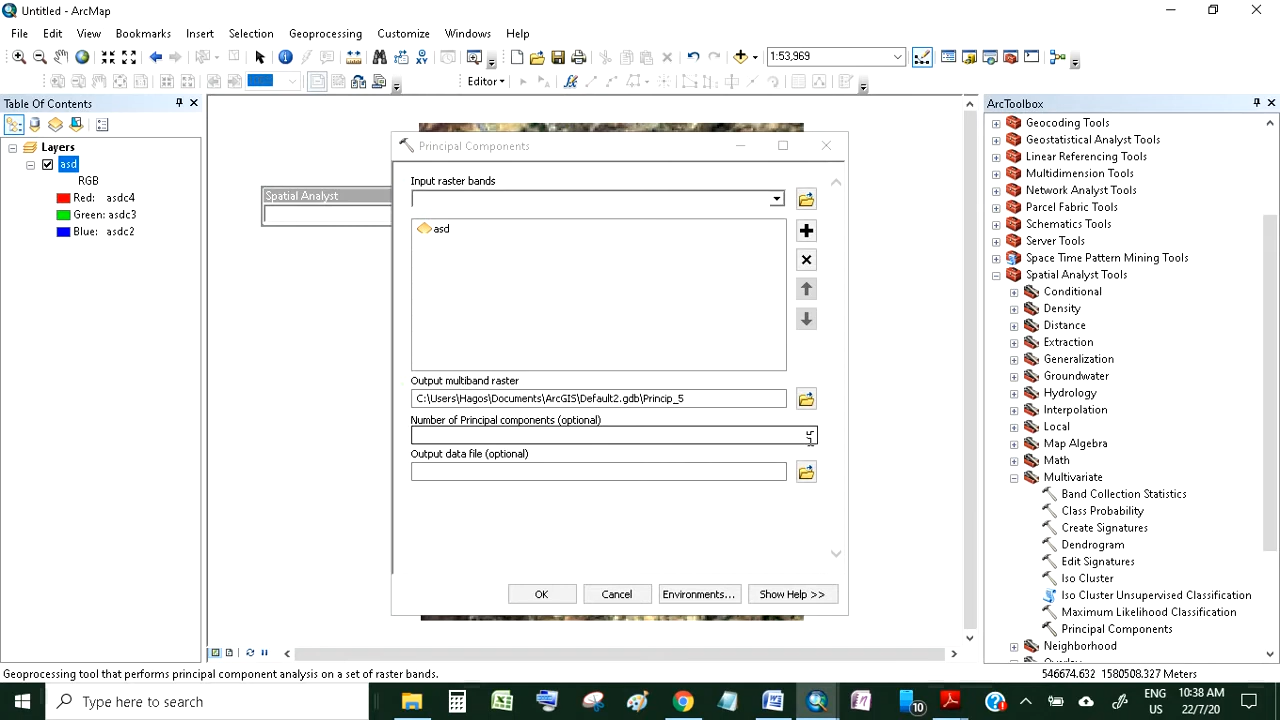 Untitled - ArcMap
File Edit View Bookmarks Insert Selection Geoprocessing Customize Windows Help
1:53,969
Editor
Table Of Contents
Layers
asd
RGB
Red: asdc4
Green: asdc3
Blue: asdc2
Spatial Analyst
Principal Components
Input raster bands
asd
Output multiband raster
C:\Users\Hagos\Documents\ArcGIS\Default2.gdb\Princip_5
Number of Principal components (optional)
5
Output data file (optional)
OK Cancel Environments... Show Help >>
ArcToolbox
Geocoding Tools
Geostatistical Analyst Tools
Linear Referencing Tools
Multidimension Tools
Network Analyst Tools
Parcel Fabric Tools
Schematics Tools
Server Tools
Space Time Pattern Mining Tools
Spatial Analyst Tools
Conditional
Density
Distance
Extraction
Generalization
Groundwater
Hydrology
Interpolation
Local
Map Algebra
Math
Multivariate
Band Collection Statistics
Class Probability
Create Signatures
Dendrogram
Edit Signatures
Iso Cluster
Iso Cluster Unsupervised Classification
Maximum Likelihood Classification
Principal Components
Neighborhood
Overlay
Geoprocessing tool that performs principal component analysis on a set of raster bands.
546674.632 1580508.327 Meters
Type here to search
10
ENG
US
10:38 AM
22/7/20